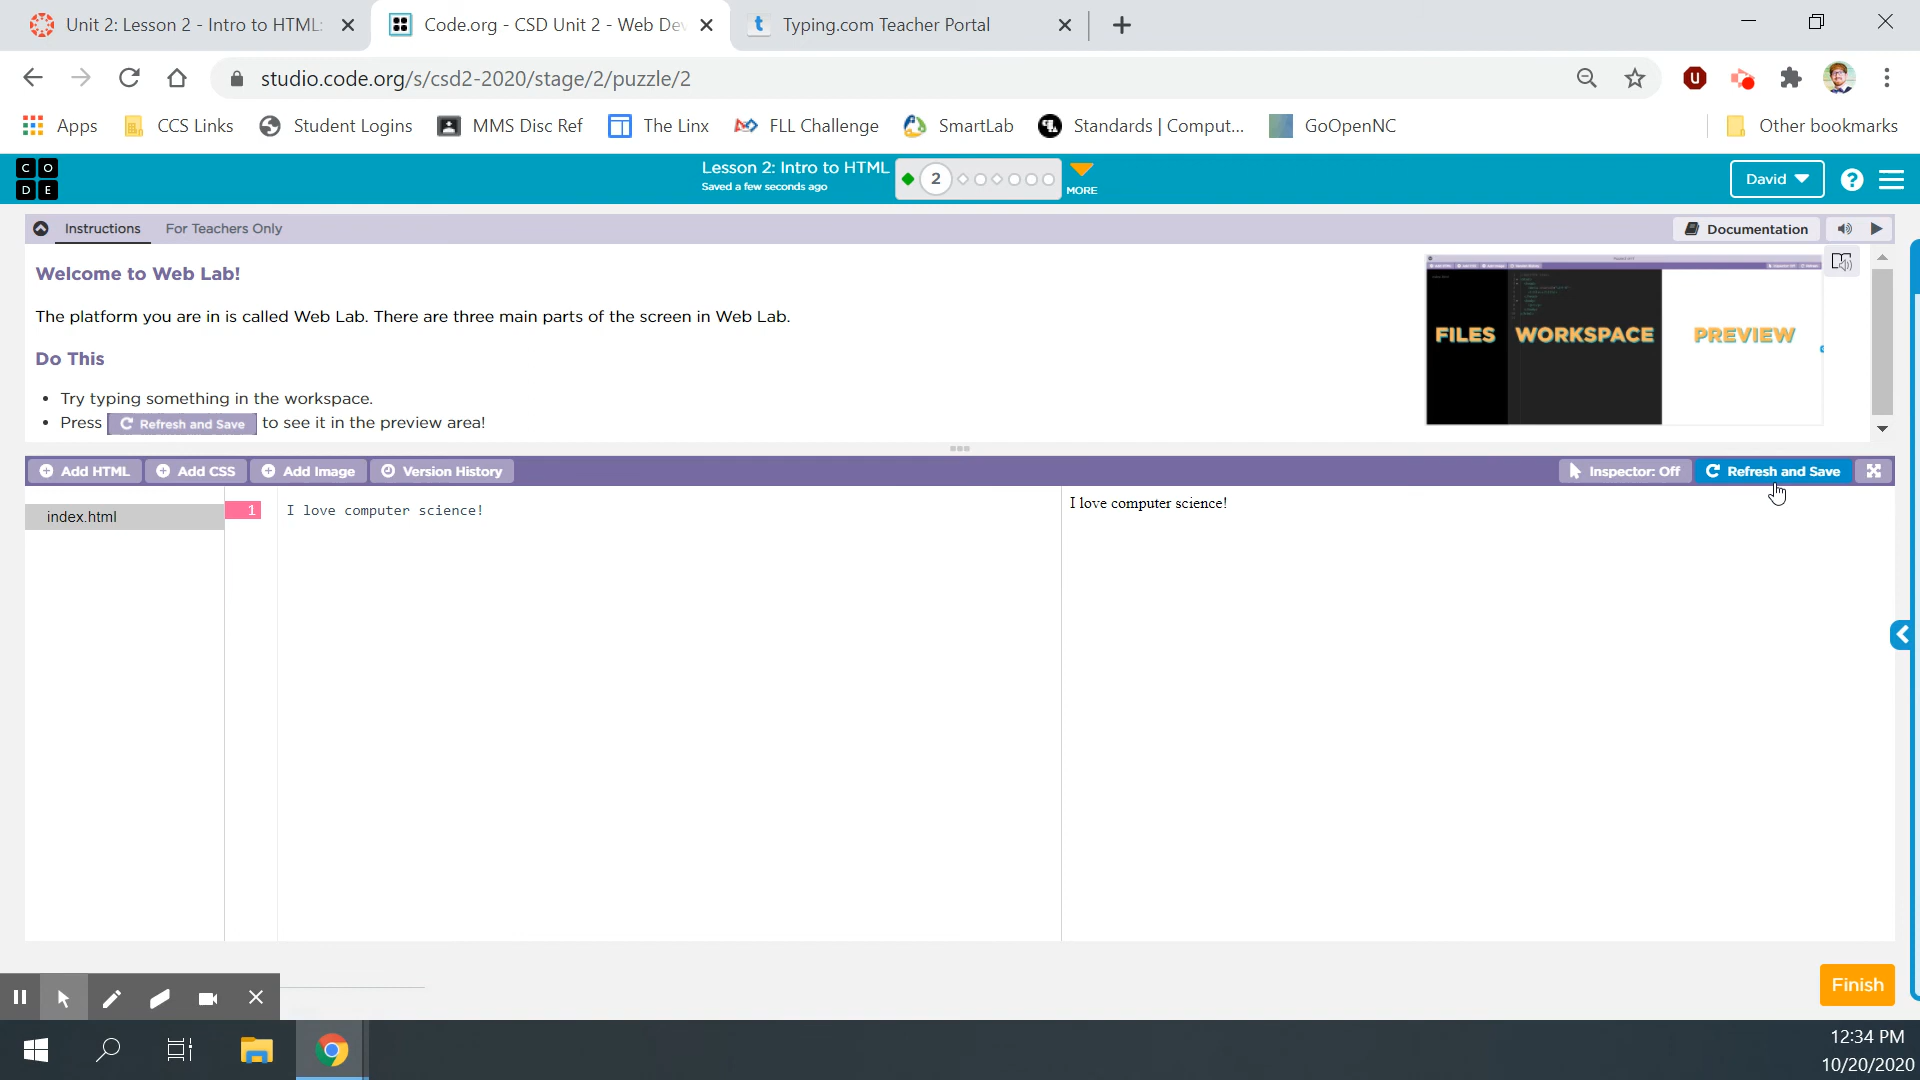 Unit 2: Lesson 2 - Intro to HTML:
Code.org - CSD Unit 2 - Web De
t Typing.com Teacher Portal
studio.code.org/s/csd2-2020/stage/2/puzzle/2
Apps CCS Links Student Logins MMS Disc Ref The Linx FLL Challenge SmartLab Standards | Comput... GoOpenNC Other bookmarks
C O
D E
Lesson 2: Intro to HTML
Saved a few seconds ago
2
MORE
David
?
Instructions For Teachers Only
Documentation
Welcome to Web Lab!
The platform you are in is called Web Lab. There are three main parts of the screen in Web Lab.
Do This
• Try typing something in the workspace.
• Press Refresh and Save to see it in the preview area!
FILES WORKSPACE PREVIEW
Add HTML Add CSS Add Image Version History
Inspector: Off Refresh and Save
index.html
1 I love computer science!
I love computer science!
Finish
12:34 PM
10/20/2020